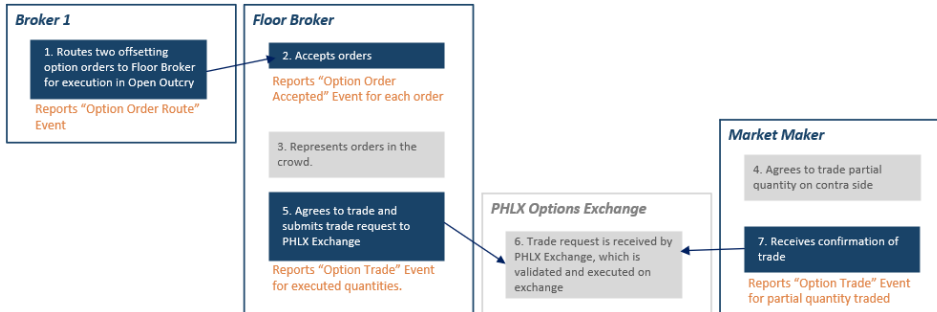 Broker 1
1. Routes two offsetting
option orders to Floor Broker
for execution in Open Outcry
Reports “Option Order Route”
Event
Floor Broker
2. Accepts orders
Reports “Option Order
Accepted” Event for each order
3. Represents orders in the
crowd.
5. Agrees to trade and
submits trade request to
PHLX Exchange
Reports “Option Trade” Event
for executed quantities.
PHLX Options Exchange
6. Trade request is received by
PHLX Exchange, which is
validated and executed on
exchange
Market Maker
4. Agrees to trade partial
quantity on contra side
7. Receives confirmation of
trade
Reports “Option Trade” Event
for partial quantity traded